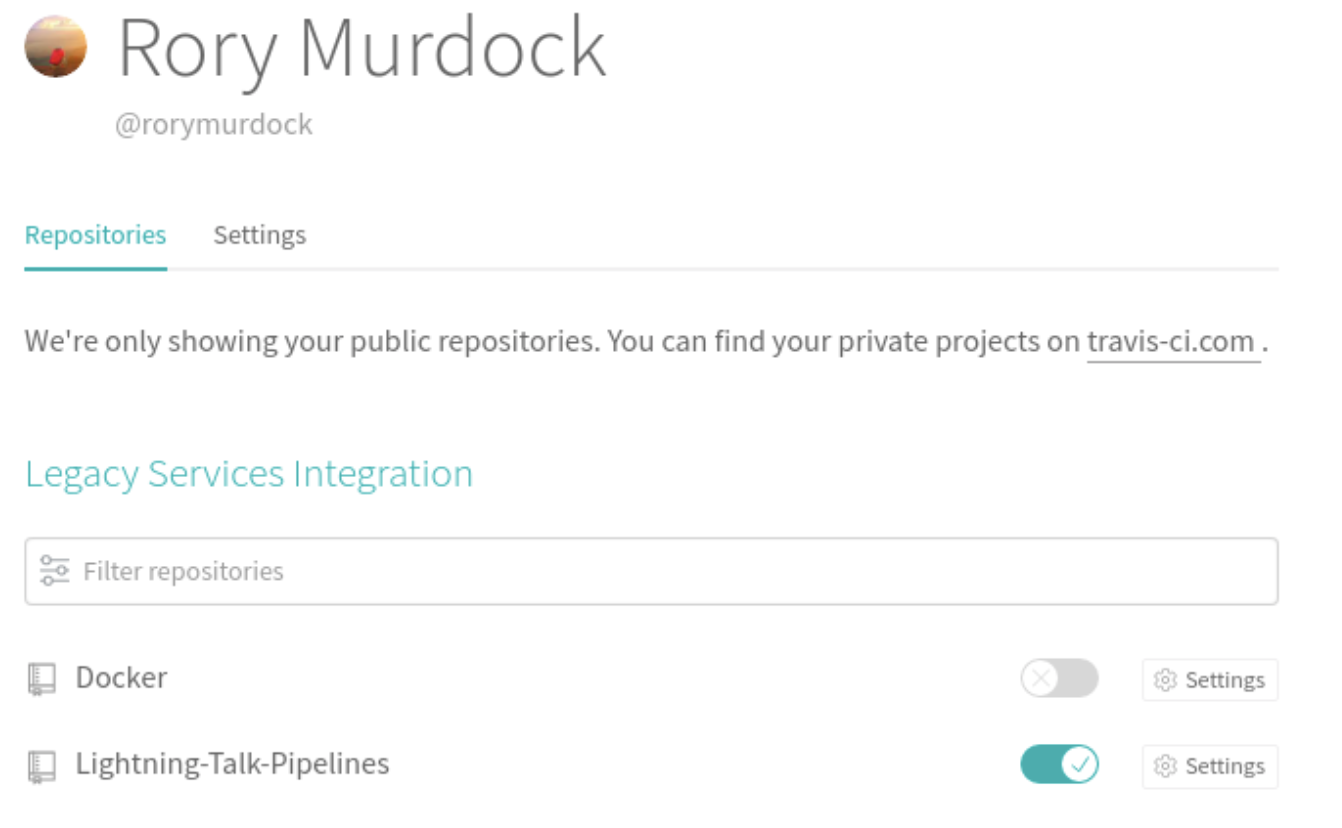 Rory Murdock
@rorymurdock
Repositories Settings
We're only showing your public repositories. You can find your private projects on travis-ci.com .
Legacy Services Integration
Filter repositories
Docker Settings
Lightning-Talk-Pipelines Settings